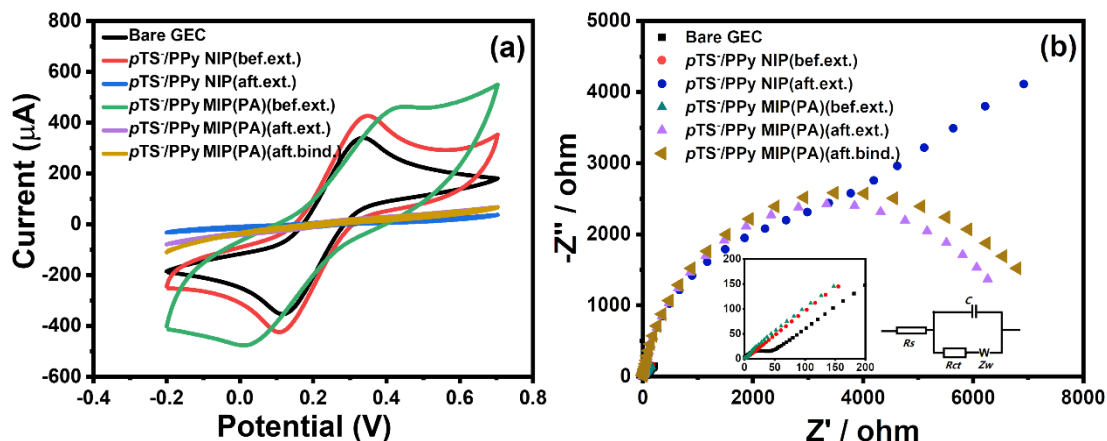 800
600
400
200
0
-200
-400
-600
-0.4
-0.2
0.0
0.2
0.4
0.6
0.8
Current (μA)
Potential (V)
(a)
Bare GEC
pTS⁻/PPy NIP(bef.ext.)
pTS⁻/PPy NIP(aft.ext.)
pTS⁻/PPy MIP(PA)(bef.ext.)
pTS⁻/PPy MIP(PA)(aft.ext.)
pTS⁻/PPy MIP(PA)(aft.bind.)
5000
4000
3000
2000
1000
0
0
2000
4000
6000
8000
-Z'' / ohm
Z' / ohm
(b)
Bare GEC
pTS⁻/PPy NIP(bef.ext.)
pTS⁻/PPy NIP(aft.ext.)
pTS⁻/PPy MIP(PA)(bef.ext.)
pTS⁻/PPy MIP(PA)(aft.ext.)
pTS⁻/PPy MIP(PA)(aft.bind.)
200
150
100
50
0
0
50
100
150
200
C
Rs
W
Rct
Zw